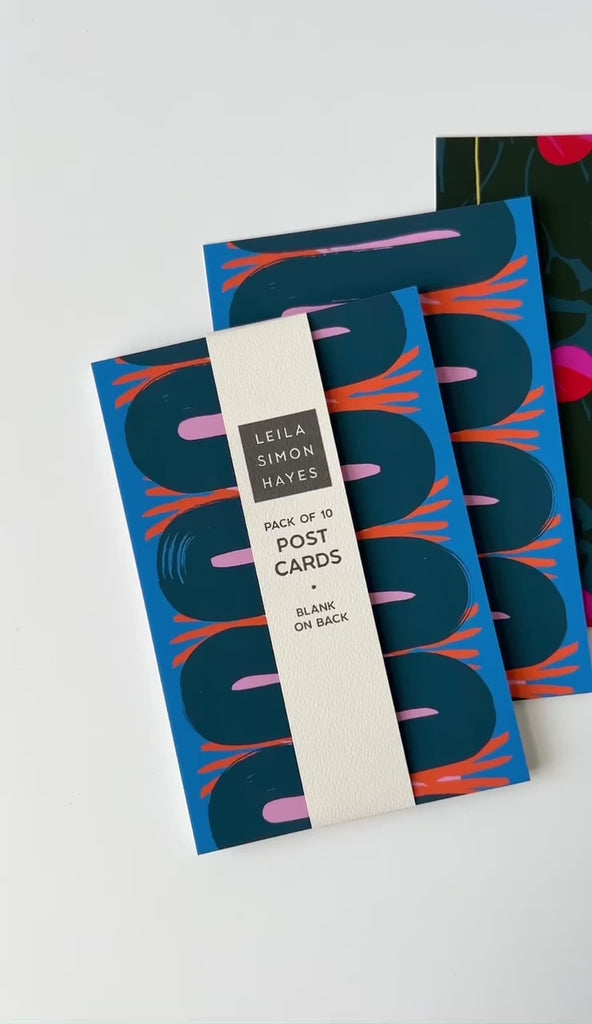 LEILA
SIMON
HAYES
PACK OF 10
POST
CARDS
•
BLANK
ON BACK